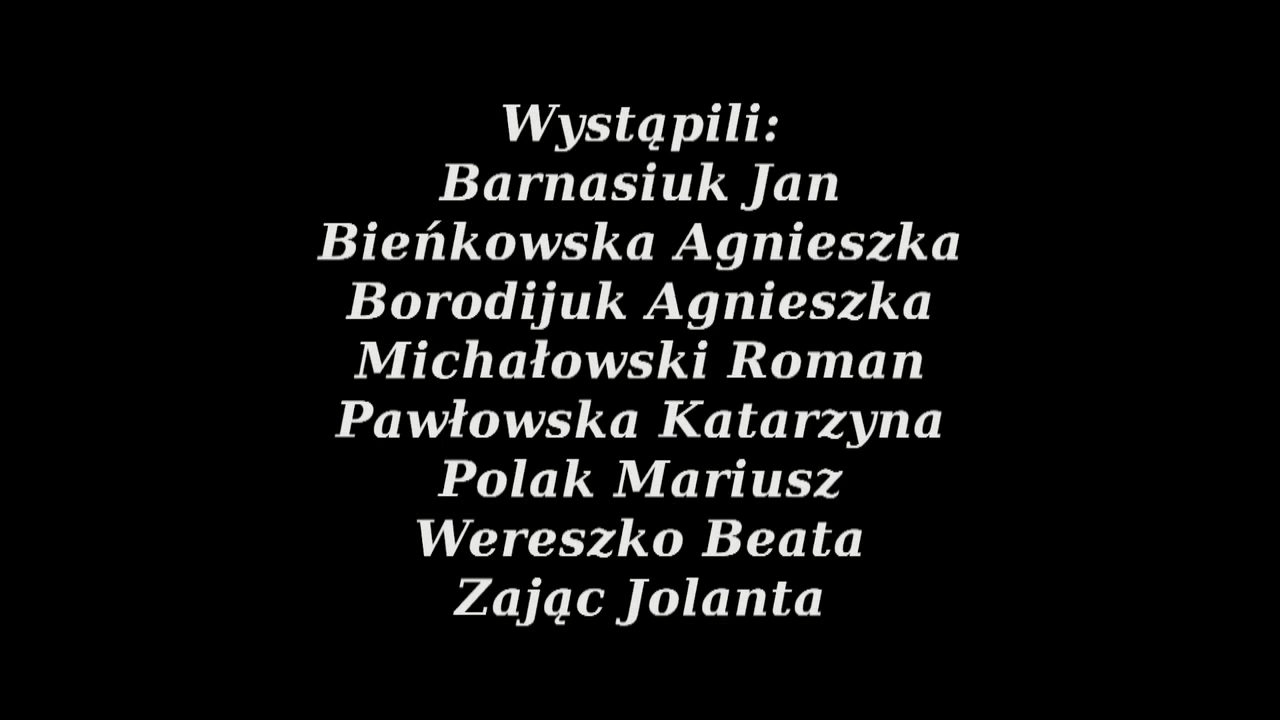 Wystąpili:
Barnasiuk Jan
Bieńkowska Agnieszka
Borodijuk Agnieszka
Michałowski Roman
Pawłowska Katarzyna
Polak Mariusz
Wereszko Beata
Zając Jolanta